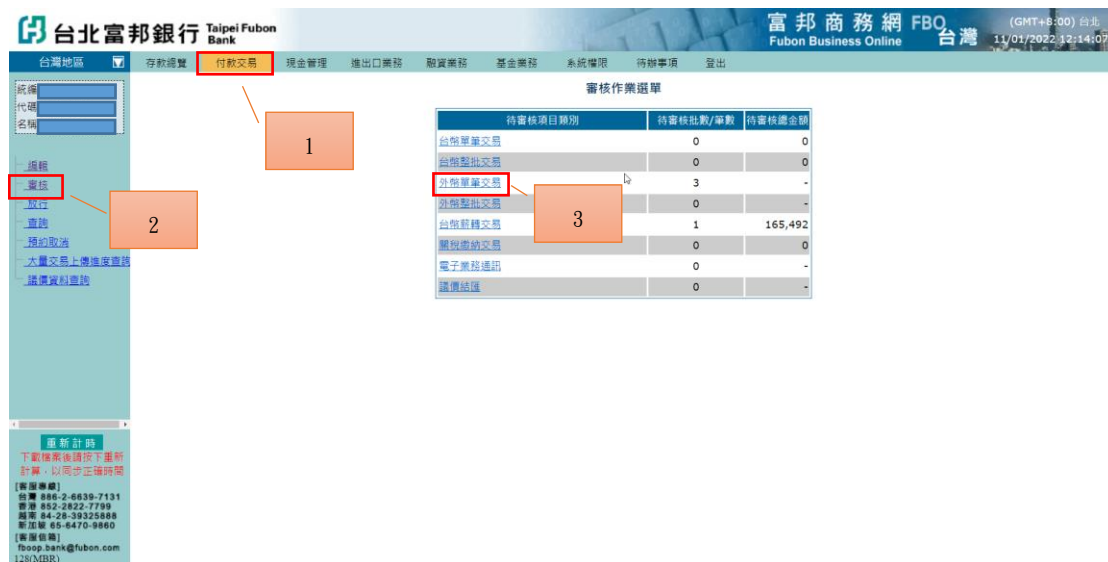 台北富邦銀行 Taipei Fubon Bank
富邦商務網 FBO 台灣
Fubon Business Online
(GMT+8:00) 台北
11/01/2022 12:14:07
台灣地區 存款總覽 付款交易 現金管理 進出口業務 融資業務 基金業務 系統權限 待辦事項 登出
統編
代碼
名稱
編輯
審核
放行
查詢
預約取消
大量交易上傳進度查詢
議價資料查詢
1
2
3
審核作業選單
待審核項目類別 待審核批數/筆數 待審核總金額
台幣單筆交易 0 0
台幣整批交易 0 0
外幣單筆交易 3 -
外幣整批交易 0 -
台幣薪轉交易 1 165,492
關稅繳納交易 0 0
電子業務通訊 0 -
議價結匯 0 -
重新計時
下載檔案後請按下重新
計算，以同步正確時間
[客服專線]
台灣 886-2-6639-7131
香港 852-2822-7799
越南 84-28-39325888
新加坡 65-6470-9860
[客服信箱]
fboop.bank@fubon.com
128(MBR)